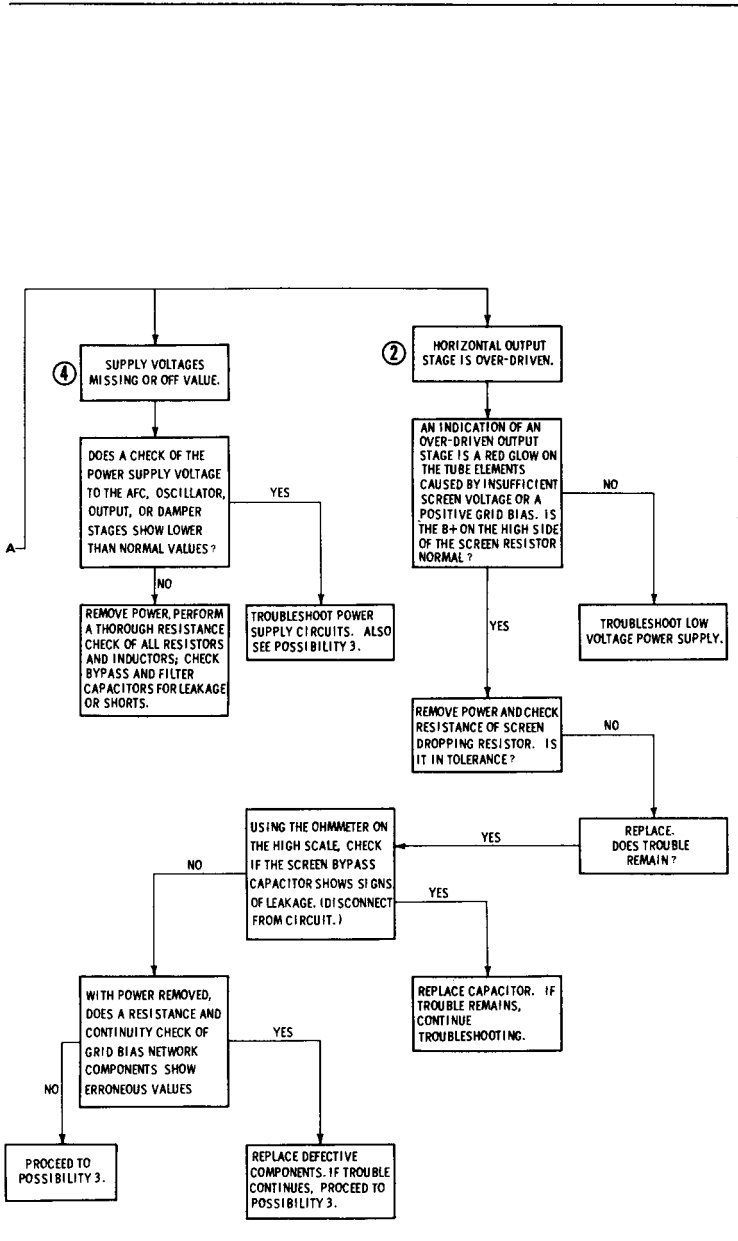 A
4
SUPPLY VOLTAGES
MISSING OR OFF VALUE.
DOES A CHECK OF THE
POWER SUPPLY VOLTAGE
TO THE AFC, OSCILLATOR,
OUTPUT, OR DAMPER
STAGES SHOW LOWER
THAN NORMAL VALUES?
YES
NO
REMOVE POWER, PERFORM
A THOROUGH RESISTANCE
CHECK OF ALL RESISTORS
AND INDUCTORS; CHECK
BYPASS AND FILTER
CAPACITORS FOR LEAKAGE
OR SHORTS.
TROUBLESHOOT POWER
SUPPLY CIRCUITS. ALSO
SEE POSSIBILITY 3.
2
HORIZONTAL OUTPUT
STAGE IS OVER-DRIVEN.
AN INDICATION OF AN
OVER-DRIVEN OUTPUT
STAGE IS A RED GLOW ON
THE TUBE ELEMENTS
CAUSED BY INSUFFICIENT
SCREEN VOLTAGE OR A
POSITIVE GRID BIAS. IS
THE B+ ON THE HIGH SIDE
OF THE SCREEN RESISTOR
NORMAL?
NO
YES
TROUBLESHOOT LOW
VOLTAGE POWER SUPPLY.
REMOVE POWER AND CHECK
RESISTANCE OF SCREEN
DROPPING RESISTOR. IS
IT IN TOLERANCE?
NO
REPLACE.
DOES TROUBLE
REMAIN?
YES
USING THE OHMMETER ON
THE HIGH SCALE, CHECK
IF THE SCREEN BYPASS
CAPACITOR SHOWS SIGNS
OF LEAKAGE. (DISCONNECT
FROM CIRCUIT.)
NO
YES
REPLACE CAPACITOR. IF
TROUBLE REMAINS,
CONTINUE
TROUBLESHOOTING.
WITH POWER REMOVED,
DOES A RESISTANCE AND
CONTINUITY CHECK OF
GRID BIAS NETWORK
COMPONENTS SHOW
ERRONEOUS VALUES
YES
NO
PROCEED TO
POSSIBILITY 3.
REPLACE DEFECTIVE
COMPONENTS. IF TROUBLE
CONTINUES, PROCEED TO
POSSIBILITY 3.